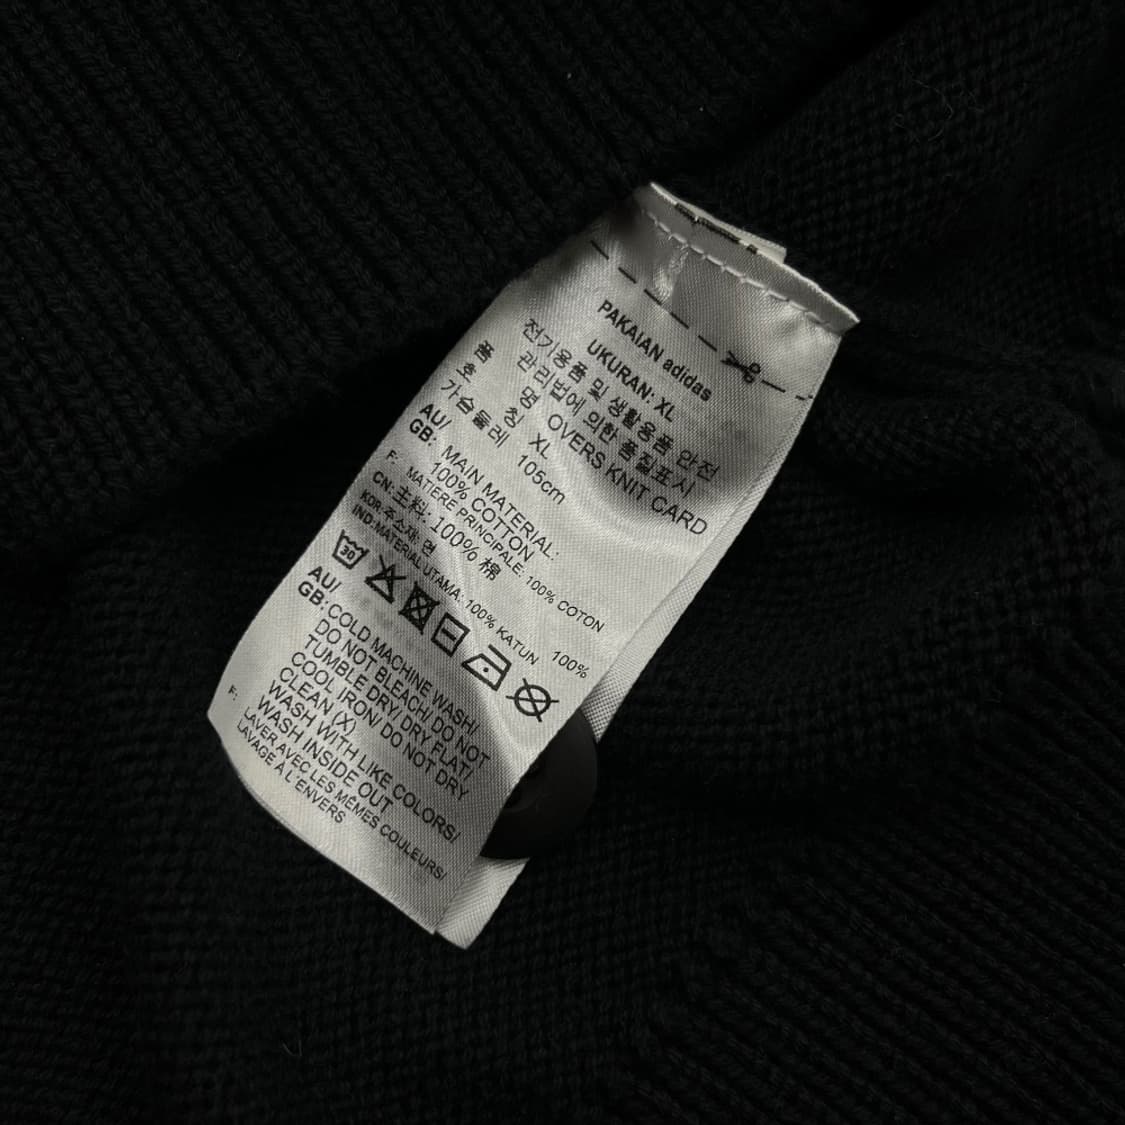 PAKAIAN adidas
UKURAN: XL
전기용품 및 생활용품 안전
관리법에 의한 품질표시
품 명 OVERS KNIT CARD
호 칭 XL
가슴둘레 105cm
AU/
GB: MAIN MATERIAL:
100% COTTON
F: MATIERE PRINCIPALE: 100% COTON
CN: 主料: 100% 棉
KOR:주소재: 면 100%
IND:MATERIAL UTAMA: 100% KATUN
30
AU/
GB: COLD MACHINE WASH/
DO NOT BLEACH/ DO NOT
TUMBLE DRY/ DRY FLAT/
COOL IRON/ DO NOT DRY
CLEAN (X)
WASH WITH LIKE COLORS/
WASH INSIDE OUT
F: LAVER AVEC LES MÊMES COULEURS/
LAVAGE À L'ENVERS